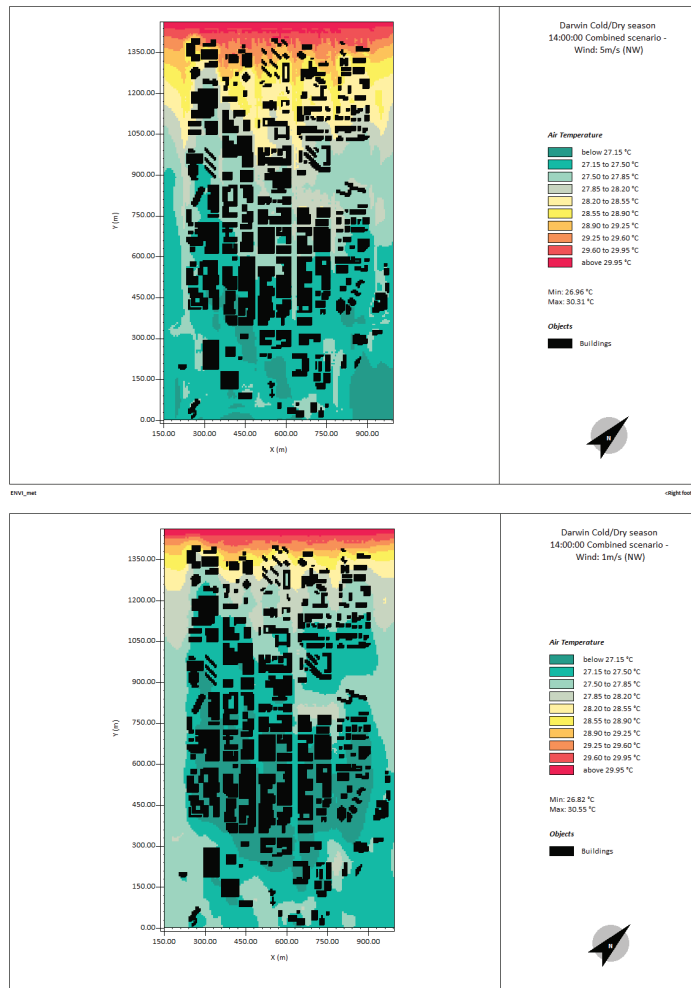 Darwin Cold/Dry season
14:00:00 Combined scenario -
Wind: 5m/s (NW)
Air Temperature
below 27.15 °C
27.15 to 27.50 °C
27.50 to 27.85 °C
27.85 to 28.20 °C
28.20 to 28.55 °C
28.55 to 28.90 °C
28.90 to 29.25 °C
29.25 to 29.60 °C
29.60 to 29.95 °C
above 29.95 °C
Min: 26.96 °C
Max: 30.31 °C
Objects
Buildings
N
Y (m)
1350.00
1200.00
1050.00
900.00
750.00
600.00
450.00
300.00
150.00
0.00
150.00 300.00 450.00 600.00 750.00 900.00
X (m)
ENVI_met
<Right foot
Darwin Cold/Dry season
14:00:00 Combined scenario -
Wind: 1m/s (NW)
Air Temperature
below 27.15 °C
27.15 to 27.50 °C
27.50 to 27.85 °C
27.85 to 28.20 °C
28.20 to 28.55 °C
28.55 to 28.90 °C
28.90 to 29.25 °C
29.25 to 29.60 °C
29.60 to 29.95 °C
above 29.95 °C
Min: 26.82 °C
Max: 30.55 °C
Objects
Buildings
N
Y (m)
1350.00
1200.00
1050.00
900.00
750.00
600.00
450.00
300.00
150.00
0.00
150.00 300.00 450.00 600.00 750.00 900.00
X (m)